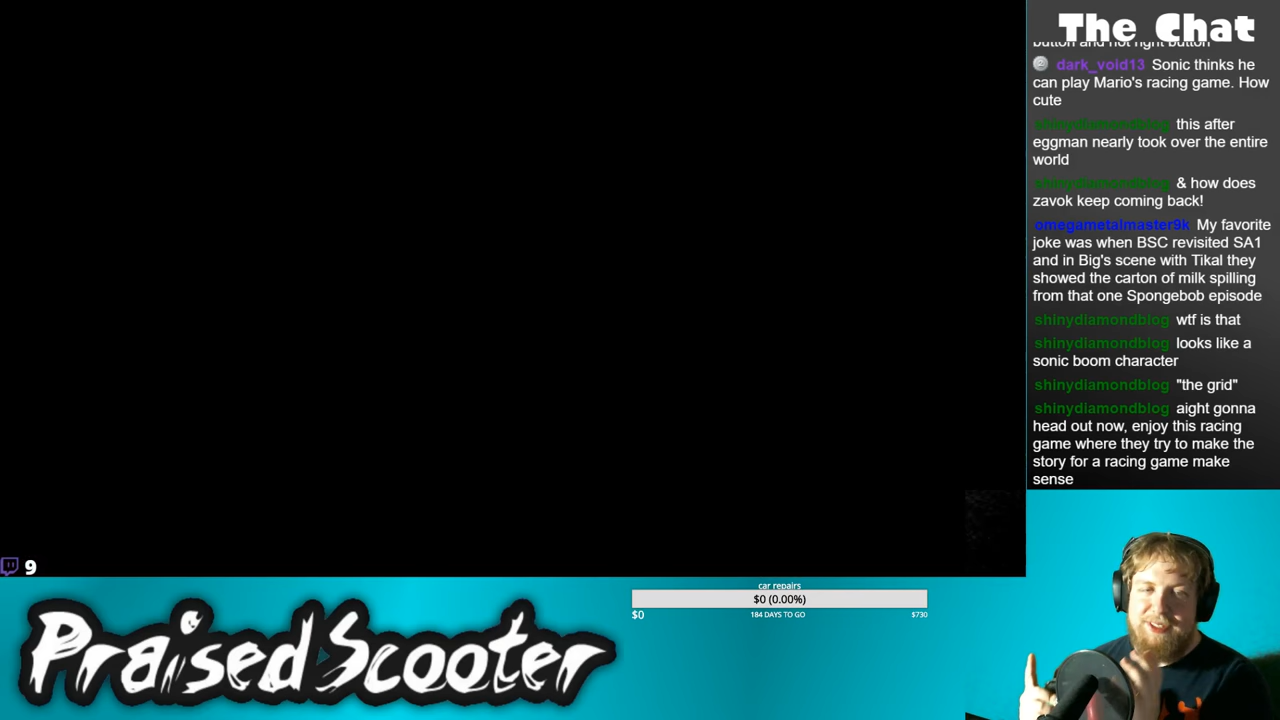 The Chat
button and not right button
dark_void13 Sonic thinks he
can play Mario's racing game. How
cute
shinydiamondblog this after
eggman nearly took over the entire
world
shinydiamondblog & how does
zavok keep coming back!
omegametalmaster9k My favorite
joke was when BSC revisited SA1
and in Big's scene with Tikal they
showed the carton of milk spilling
from that one Spongebob episode
shinydiamondblog wtf is that
shinydiamondblog looks like a
sonic boom character
shinydiamondblog "the grid"
shinydiamondblog aight gonna
head out now, enjoy this racing
game where they try to make the
story for a racing game make
sense
9
car repairs
$0 (0.00%)
$0 184 DAYS TO GO $730
PraisedScooter